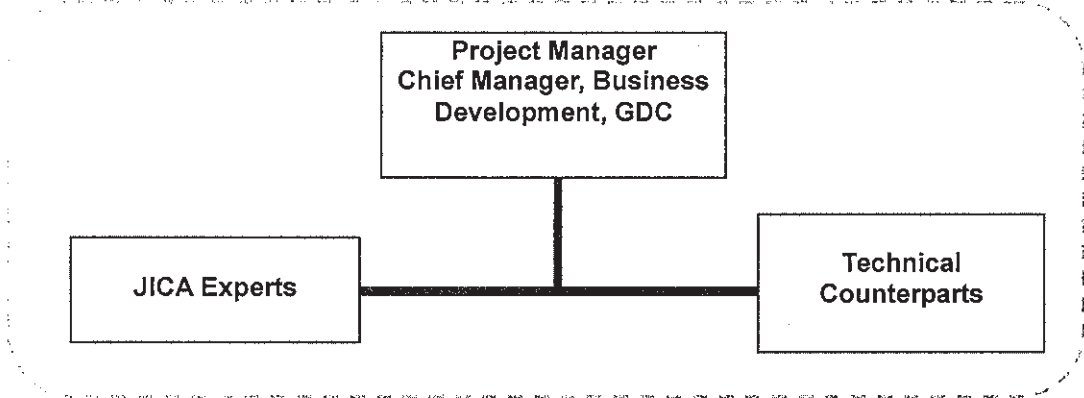 Project Manager
Chief Manager, Business
Development, GDC
JICA Experts
Technical
Counterparts